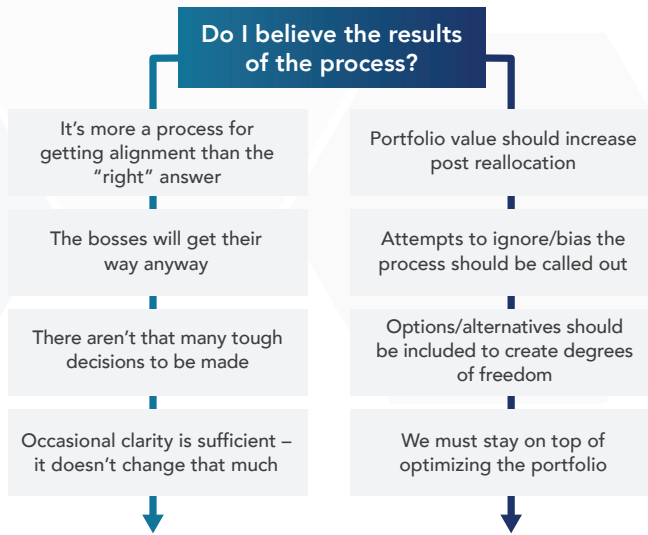 Do I believe the results
of the process?
It's more a process for
getting alignment than the
“right” answer
The bosses will get their
way anyway
There aren't that many tough
decisions to be made
Occasional clarity is sufficient –
it doesn't change that much
Portfolio value should increase
post reallocation
Attempts to ignore/bias the
process should be called out
Options/alternatives should
be included to create degrees
of freedom
We must stay on top of
optimizing the portfolio